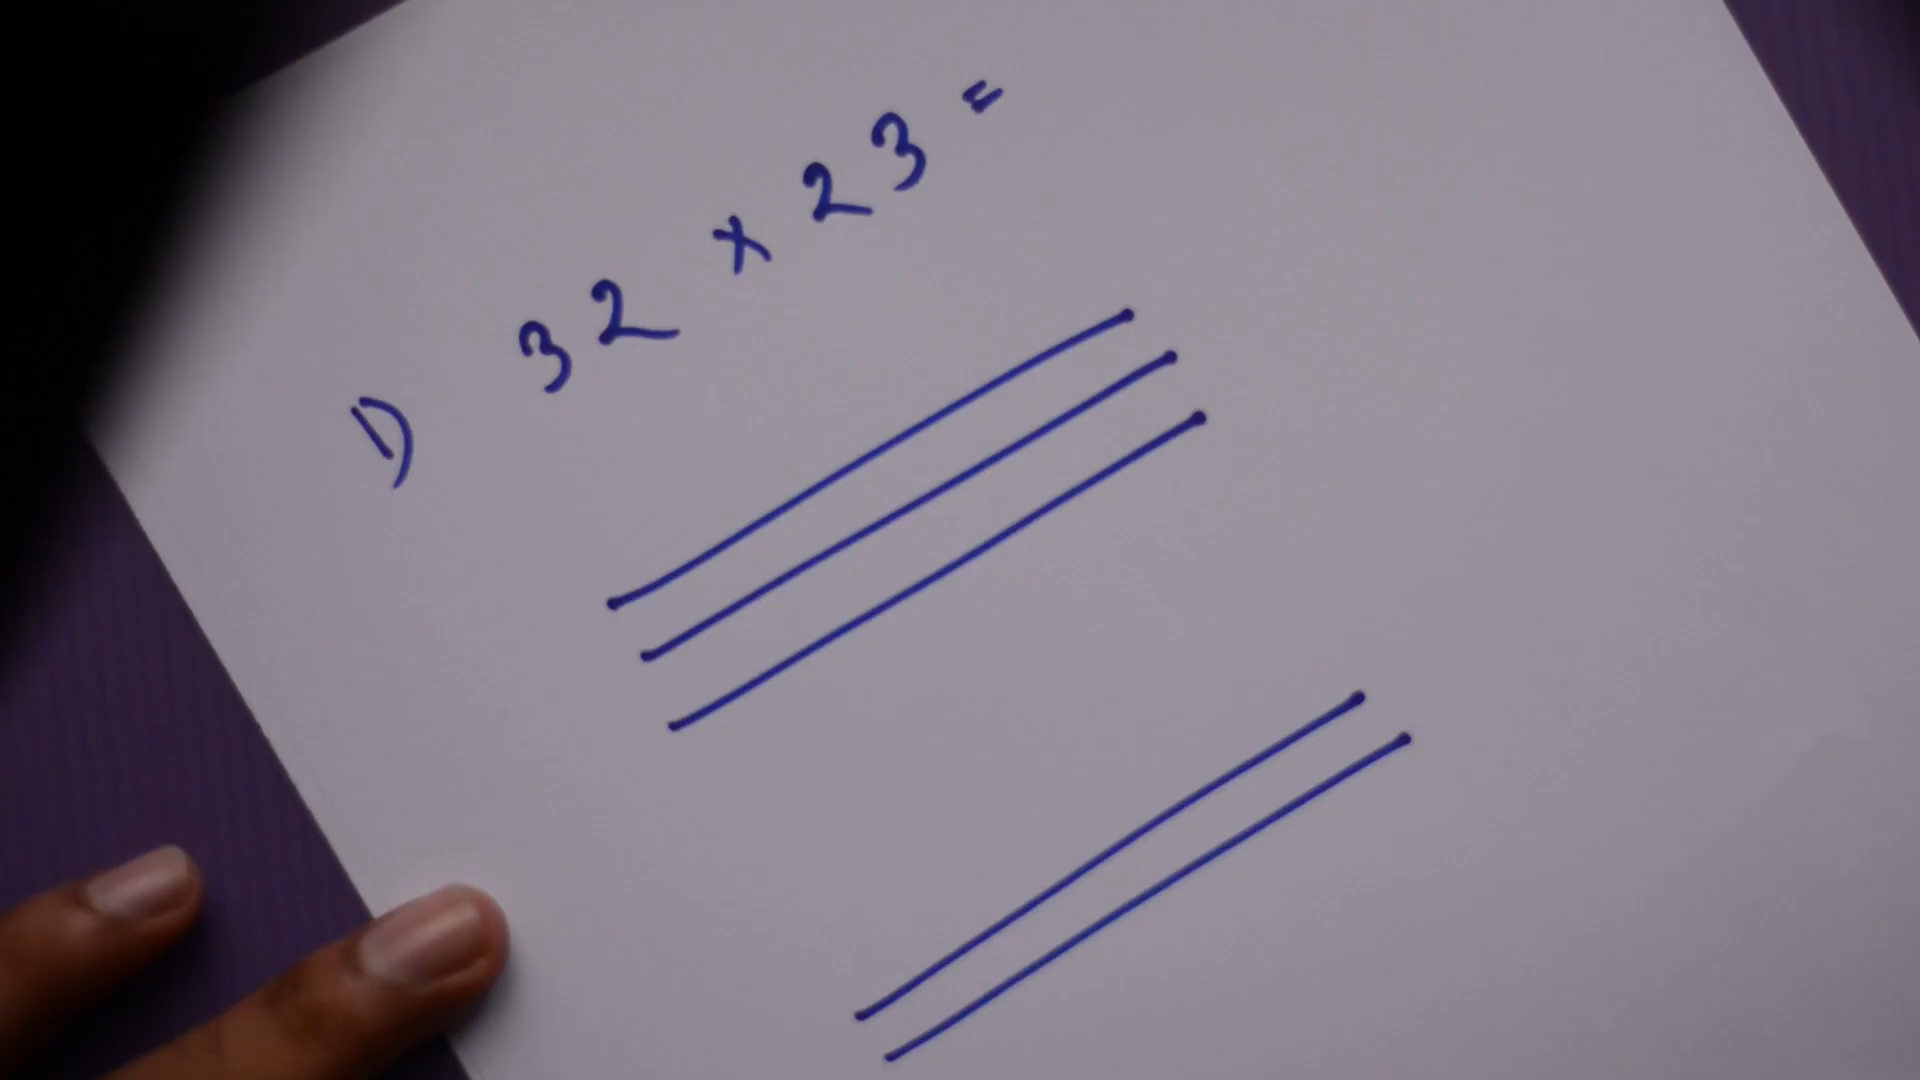 1) 32 x 23 =